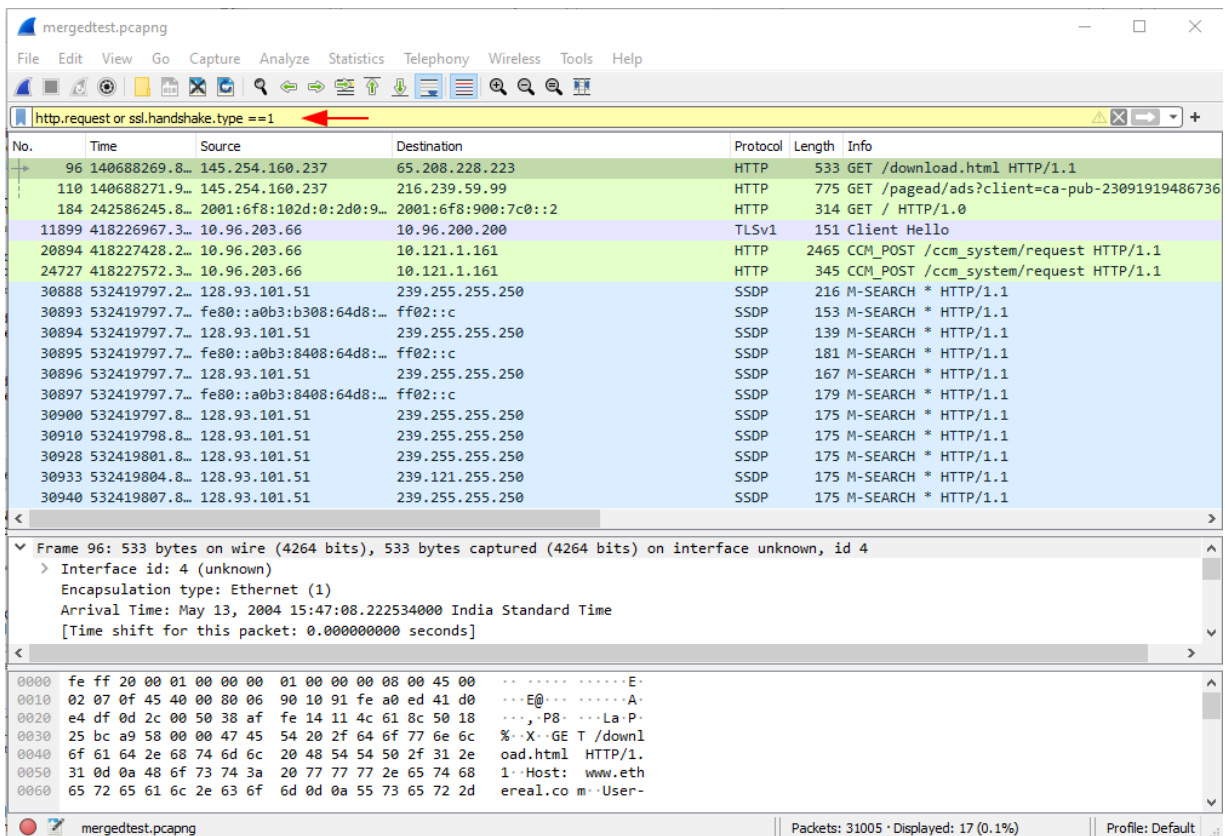 mergedtest.pcapng
File Edit View Go Capture Analyze Statistics Telephony Wireless Tools Help
http.request or ssl.handshake.type ==1
No. Time Source Destination Protocol Length Info
96 140688269.8… 145.254.160.237 65.208.228.223 HTTP 533 GET /download.html HTTP/1.1
110 140688271.9… 145.254.160.237 216.239.59.99 HTTP 775 GET /pagead/ads?client=ca-pub-23091919486736
184 242586245.8… 2001:6f8:102d:0:2d0:9… 2001:6f8:900:7c0::2 HTTP 314 GET / HTTP/1.0
11899 418226967.3… 10.96.203.66 10.96.200.200 TLSv1 151 Client Hello
20894 418227428.2… 10.96.203.66 10.121.1.161 HTTP 2465 CCM_POST /ccm_system/request HTTP/1.1
24727 418227572.3… 10.96.203.66 10.121.1.161 HTTP 345 CCM_POST /ccm_system/request HTTP/1.1
30888 532419797.2… 128.93.101.51 239.255.255.250 SSDP 216 M-SEARCH * HTTP/1.1
30893 532419797.7… fe80::a0b3:b308:64d8:… ff02::c SSDP 153 M-SEARCH * HTTP/1.1
30894 532419797.7… 128.93.101.51 239.255.255.250 SSDP 139 M-SEARCH * HTTP/1.1
30895 532419797.7… fe80::a0b3:8408:64d8:… ff02::c SSDP 181 M-SEARCH * HTTP/1.1
30896 532419797.7… 128.93.101.51 239.255.255.250 SSDP 167 M-SEARCH * HTTP/1.1
30897 532419797.7… fe80::a0b3:8408:64d8:… ff02::c SSDP 179 M-SEARCH * HTTP/1.1
30900 532419797.8… 128.93.101.51 239.255.255.250 SSDP 175 M-SEARCH * HTTP/1.1
30910 532419798.8… 128.93.101.51 239.255.255.250 SSDP 175 M-SEARCH * HTTP/1.1
30928 532419801.8… 128.93.101.51 239.255.255.250 SSDP 175 M-SEARCH * HTTP/1.1
30933 532419804.8… 128.93.101.51 239.121.255.250 SSDP 175 M-SEARCH * HTTP/1.1
30940 532419807.8… 128.93.101.51 239.255.255.250 SSDP 175 M-SEARCH * HTTP/1.1
Frame 96: 533 bytes on wire (4264 bits), 533 bytes captured (4264 bits) on interface unknown, id 4
Interface id: 4 (unknown)
Encapsulation type: Ethernet (1)
Arrival Time: May 13, 2004 15:47:08.222534000 India Standard Time
[Time shift for this packet: 0.000000000 seconds]
0000 fe ff 20 00 01 00 00 00 01 00 00 00 08 00 45 00 ·· ····· ······E·
0010 02 07 0f 45 40 00 80 06 90 10 91 fe a0 ed 41 d0 ···E@··· ······A·
0020 e4 df 0d 2c 00 50 38 af fe 14 11 4c 61 8c 50 18 ···,·P8· ···La·P·
0030 25 bc a9 58 00 00 47 45 54 20 2f 64 6f 77 6e 6c %··X··GE T /downl
0040 6f 61 64 2e 68 74 6d 6c 20 48 54 54 50 2f 31 2e oad.html HTTP/1.
0050 31 0d 0a 48 6f 73 74 3a 20 77 77 77 2e 65 74 68 1··Host: www.eth
0060 65 72 65 61 6c 2e 63 6f 6d 0d 0a 55 73 65 72 2d ereal.co m··User-
mergedtest.pcapng Packets: 31005 · Displayed: 17 (0.1%) Profile: Default